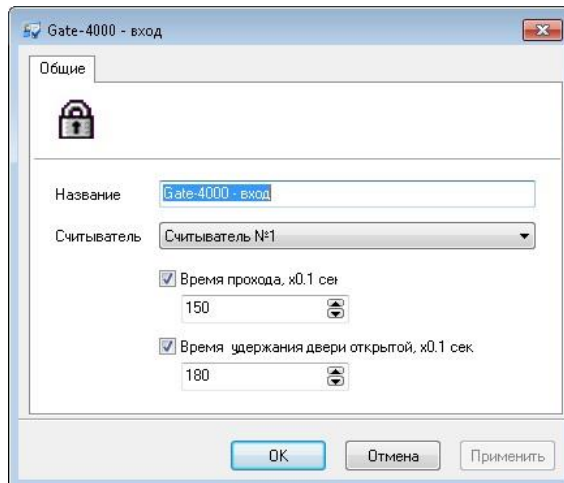 Gate-4000 - вход
Общие
Название Gate-4000 - вход
Считыватель Считыватель №1
Время прохода, x0.1 сек
150
Время удержания двери открытой, x0.1 сек
180
OK Отмена Применить